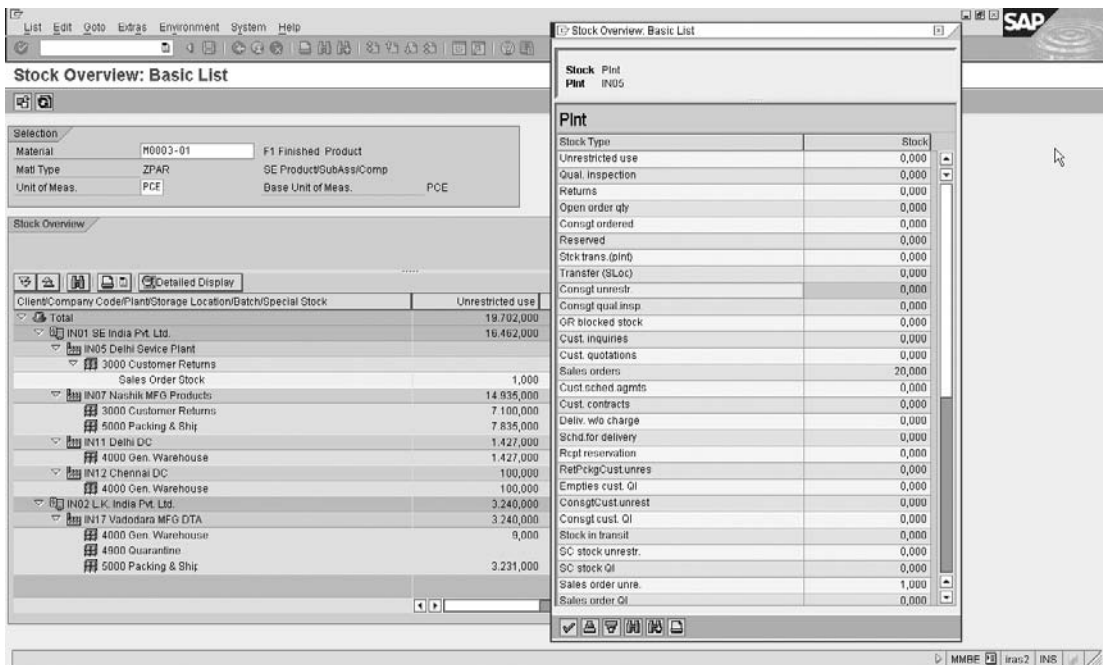 List Edit Goto Extras Environment System Help
SAP
Stock Overview: Basic List
Selection
Material M0003-01 F1 Finished Product
Matl Type ZPAR SE Product/SubAss/Comp
Unit of Meas. PCE Base Unit of Meas. PCE
Stock Overview
Detailed Display
Client/Company Code/Plant/Storage Location/Batch/Special Stock Unrestricted use
Total 19.702,000
IN01 SE India Pvt. Ltd. 16.462,000
IN05 Delhi Sevice Plant
3000 Customer Returns
Sales Order Stock 1,000
IN07 Nashik MFG Products 14.935,000
3000 Customer Returns 7.100,000
5000 Packing & Ship 7.835,000
IN11 Delhi DC 1.427,000
4000 Gen. Warehouse 1.427,000
IN12 Chennai DC 100,000
4000 Gen. Warehouse 100,000
IN02 L.K. India Pvt. Ltd. 3.240,000
IN17 Vadodara MFG DTA 3.240,000
4000 Gen. Warehouse 9,000
4900 Quarantine
5000 Packing & Ship 3.231,000
Stock Overview: Basic List
Stock Plnt
Plnt IN05
Plnt
Stock Type Stock
Unrestricted use 0,000
Qual. inspection 0,000
Returns 0,000
Open order qty 0,000
Consgt ordered 0,000
Reserved 0,000
Stck trans.(plnt) 0,000
Transfer (SLoc) 0,000
Consgt unrestr. 0,000
Consgt qual insp. 0,000
GR blocked stock 0,000
Cust. inquiries 0,000
Cust. quotations 0,000
Sales orders 20,000
Cust.sched.agmts 0,000
Cust. contracts 0,000
Deliv. w/o charge 0,000
Schd.for delivery 0,000
Rcpt reservation 0,000
RetPckgCust.unres 0,000
Empties cust. QI 0,000
ConsgtCust.unrest 0,000
Consgt cust. QI 0,000
Stock in transit 0,000
SC stock unrestr. 0,000
SC stock QI 0,000
Sales order unre. 1,000
Sales order QI 0,000
MMBE iras2 INS